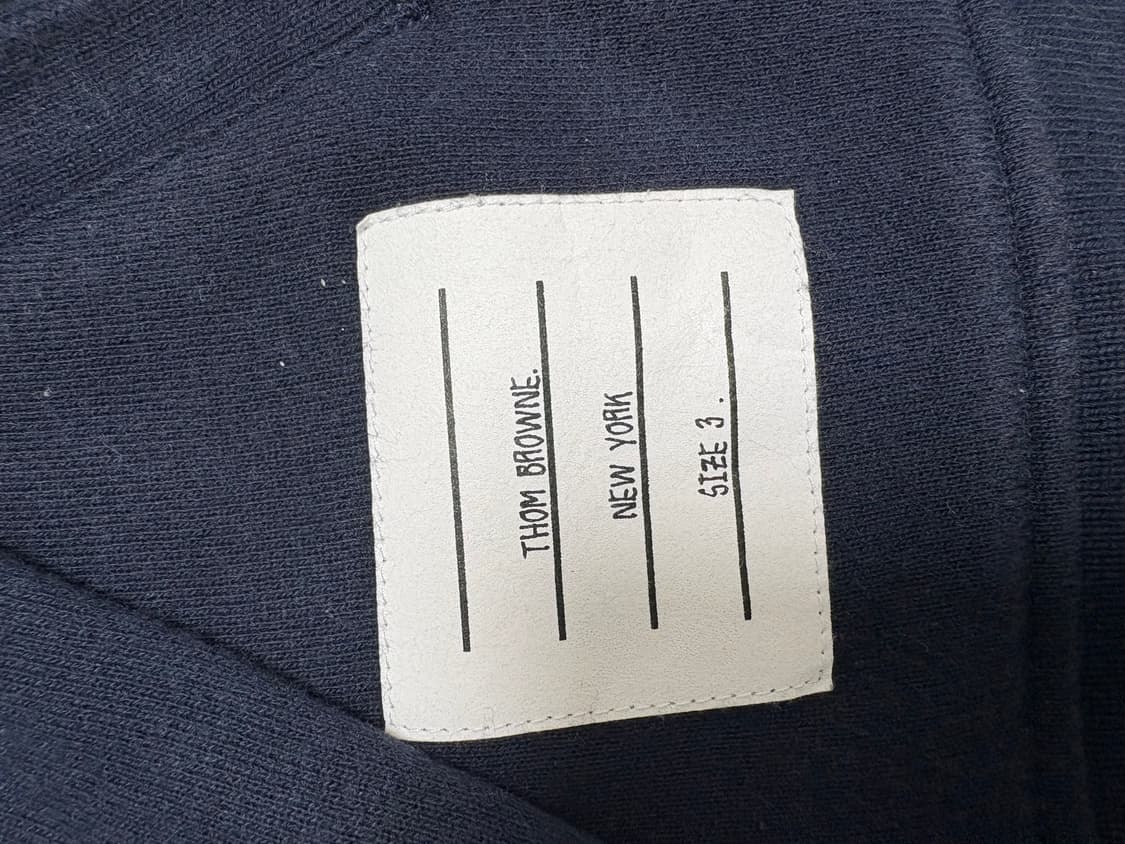 THOM BROWNE.
NEW YORK
SIZE 3.